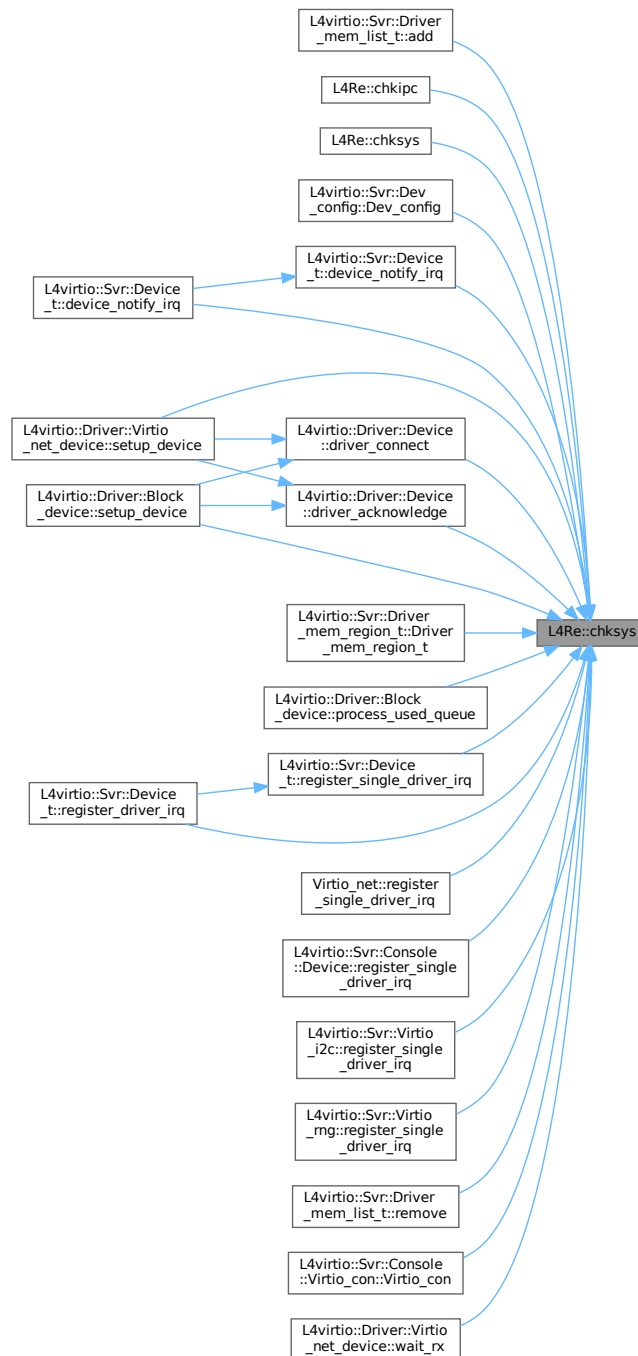 L4virtio::Svr::Driver
_mem_list_t::add
L4Re::chkipc
L4Re::chksys
L4virtio::Svr::Dev
_config::Dev_config
L4virtio::Svr::Device
_t::device_notify_irq
L4virtio::Svr::Device
_t::device_notify_irq
L4virtio::Driver::Virtio
_net_device::setup_device
L4virtio::Driver::Device
::driver_connect
L4virtio::Driver::Block
_device::setup_device
L4virtio::Driver::Device
::driver_acknowledge
L4virtio::Svr::Driver
_mem_region_t::Driver
_mem_region_t
L4Re::chksys
L4virtio::Driver::Block
_device::process_used_queue
L4virtio::Svr::Device
_t::register_single_driver_irq
L4virtio::Svr::Device
_t::register_driver_irq
Virtio_net::register
_single_driver_irq
L4virtio::Svr::Console
::Device::register_single
_driver_irq
L4virtio::Svr::Virtio
_i2c::register_single
_driver_irq
L4virtio::Svr::Virtio
_rng::register_single
_driver_irq
L4virtio::Svr::Driver
_mem_list_t::remove
L4virtio::Svr::Console
::Virtio_con::Virtio_con
L4virtio::Driver::Virtio
_net_device::wait_rx